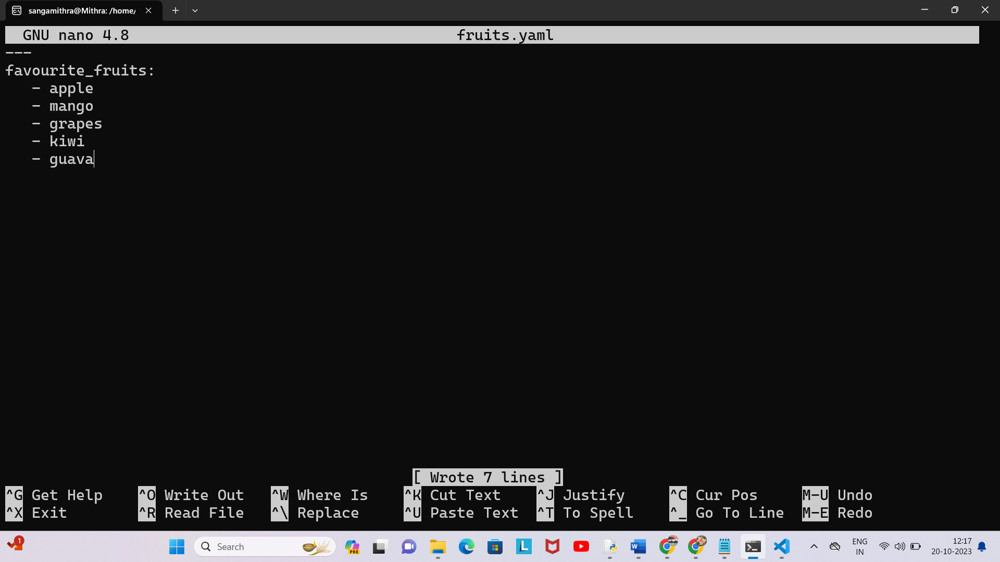 sangamithra@Mithra: /home/
GNU nano 4.8 fruits.yaml
---
favourite_fruits:
   - apple
   - mango
   - grapes
   - kiwi
   - guava
[ Wrote 7 lines ]
^G Get Help ^O Write Out ^W Where Is ^K Cut Text ^J Justify ^C Cur Pos M-U Undo
^X Exit ^R Read File ^\ Replace ^U Paste Text ^T To Spell ^_ Go To Line M-E Redo
1
Search
PRE
ENG
IN
12:17
20-10-2023